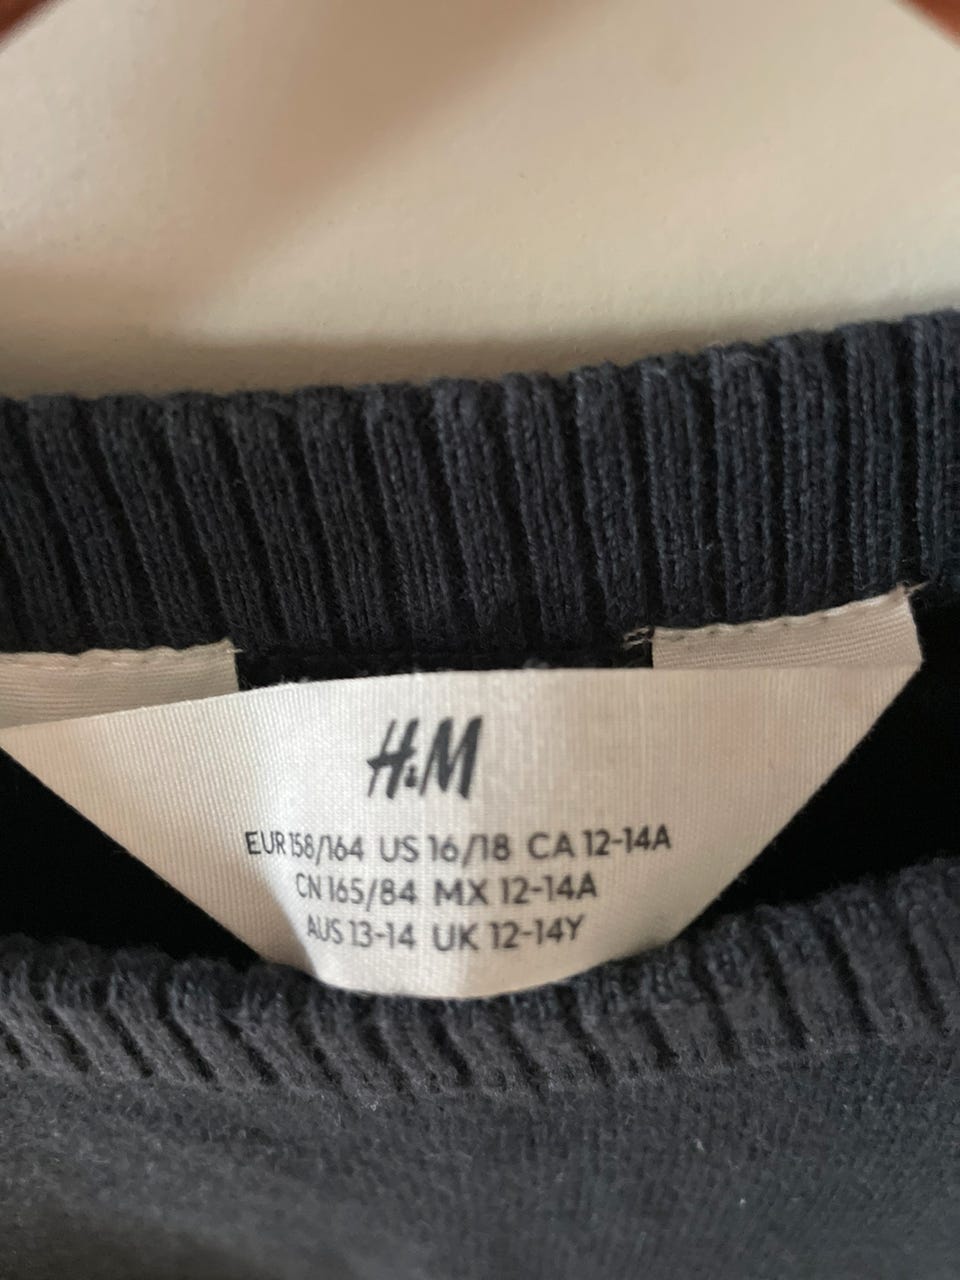 H&M
EUR 158/164 US 16/18 CA 12-14A
CN 165/84 MX 12-14A
AUS 13-14 UK 12-14Y